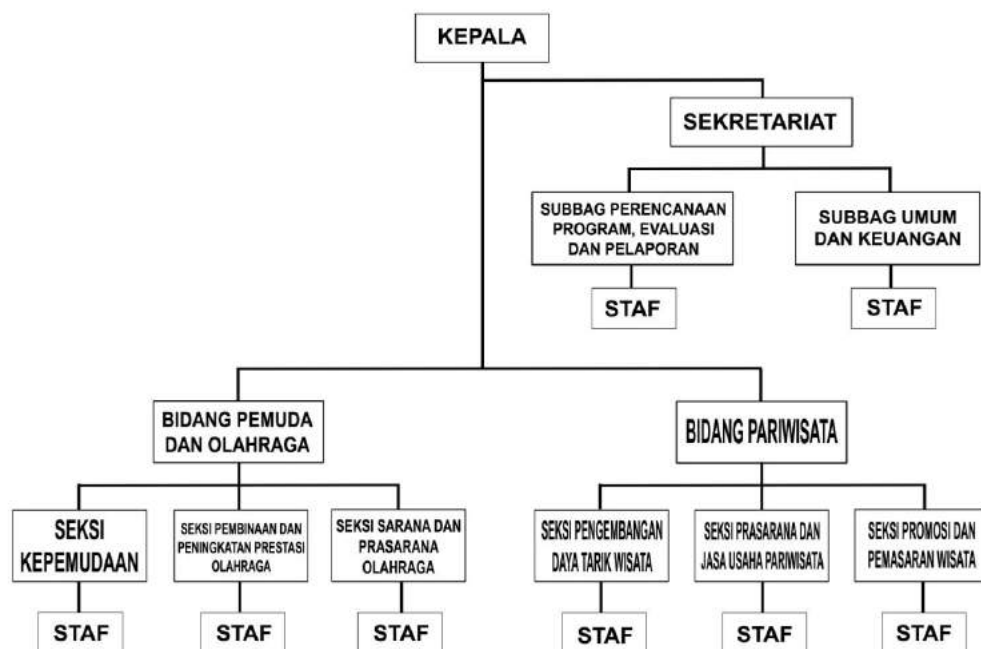 KEPALA
SEKRETARIAT
SUBBAG PERENCANAAN
PROGRAM, EVALUASI
DAN PELAPORAN
SUBBAG UMUM
DAN KEUANGAN
STAF
STAF
BIDANG PEMUDA
DAN OLAHRAGA
BIDANG PARIWISATA
SEKSI
KEPEMUDAAN
SEKSI PEMBINAAN DAN
PENINGKATAN PRESTASI
OLAHRAGA
SEKSI SARANA DAN
PRASARANA
OLAHRAGA
SEKSI PENGEMBANGAN
DAYA TARIK WISATA
SEKSI PRASARANA DAN
JASA USAHA PARIWISATA
SEKSI PROMOSI DAN
PEMASARAN WISATA
STAF
STAF
STAF
STAF
STAF
STAF